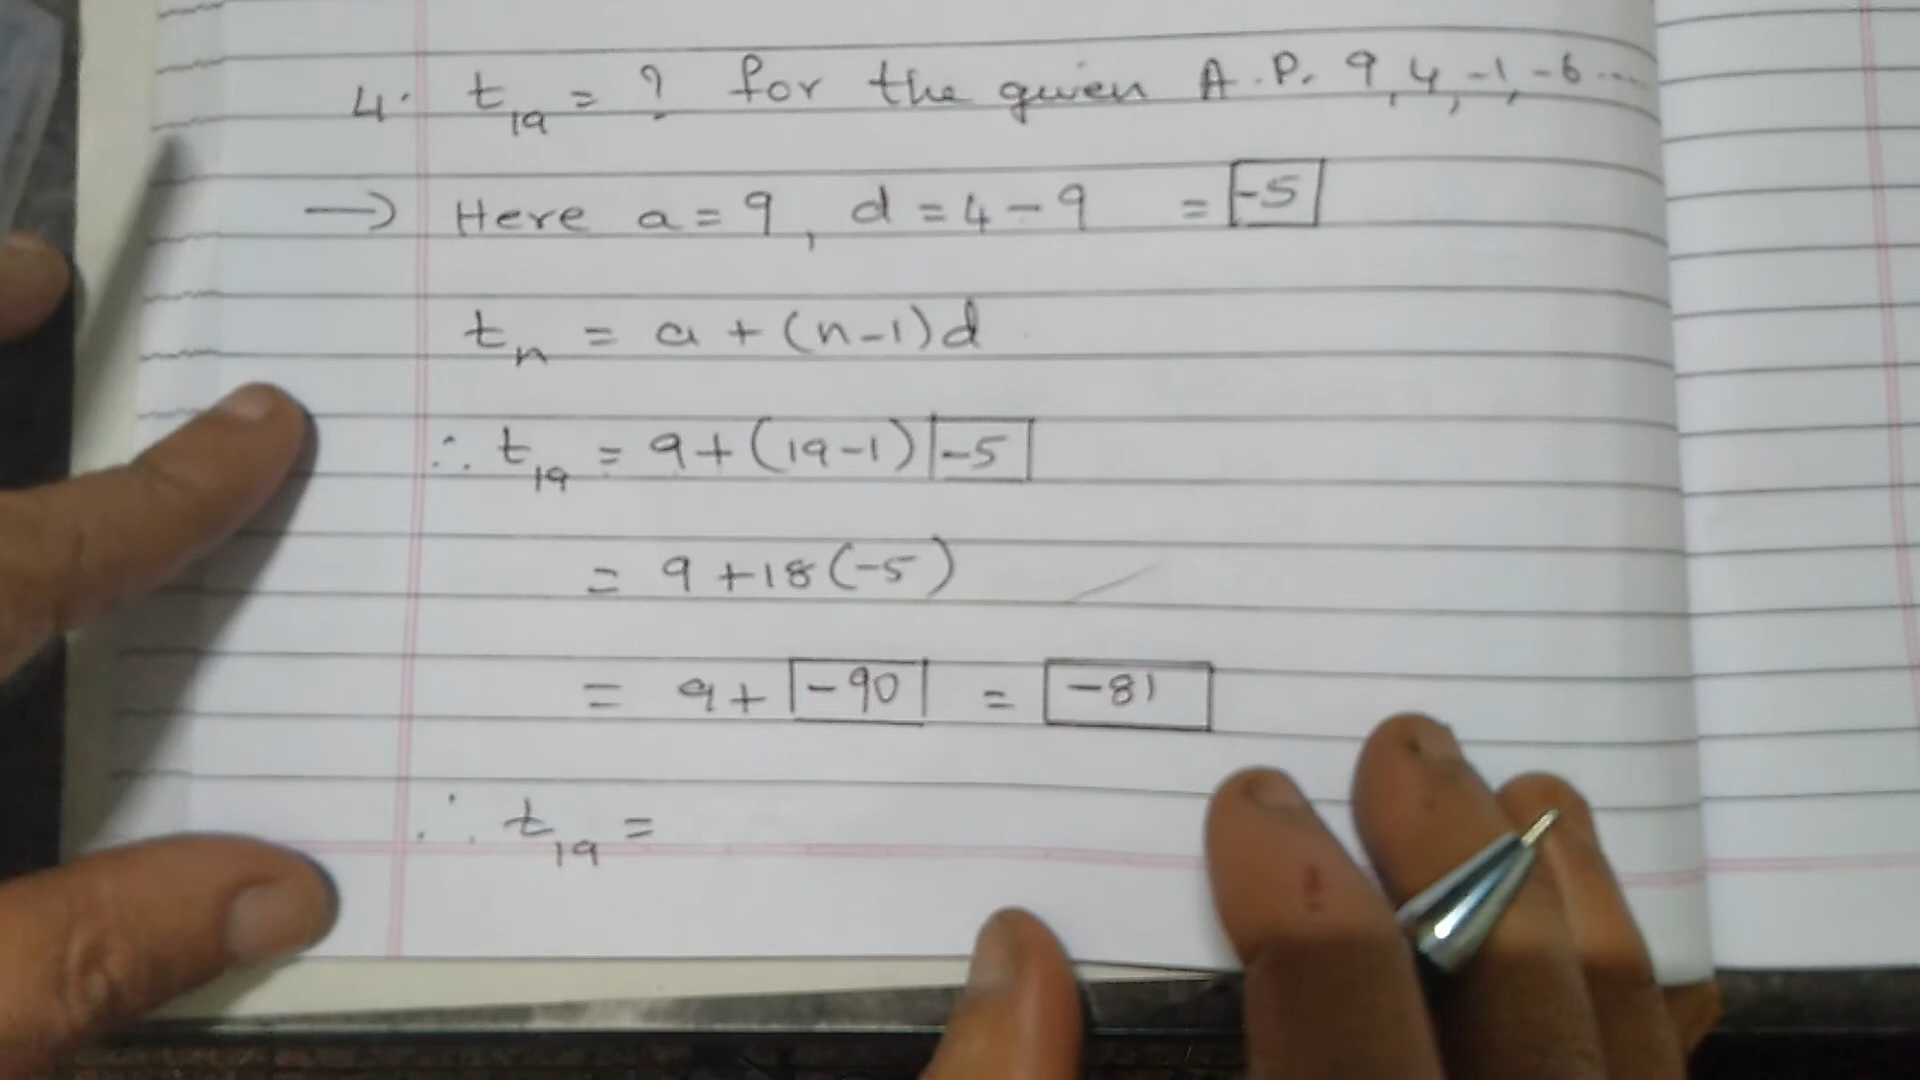 4. t19 = ? for the given A.P. 9, 4, -1, -6 ....
→ Here a = 9, d = 4 - 9 = -5
tn = a + (n-1)d
∴ t19 = 9 + (19-1) -5
= 9 + 18 (-5)
= 9 + -90 = -81
∴ t19 =